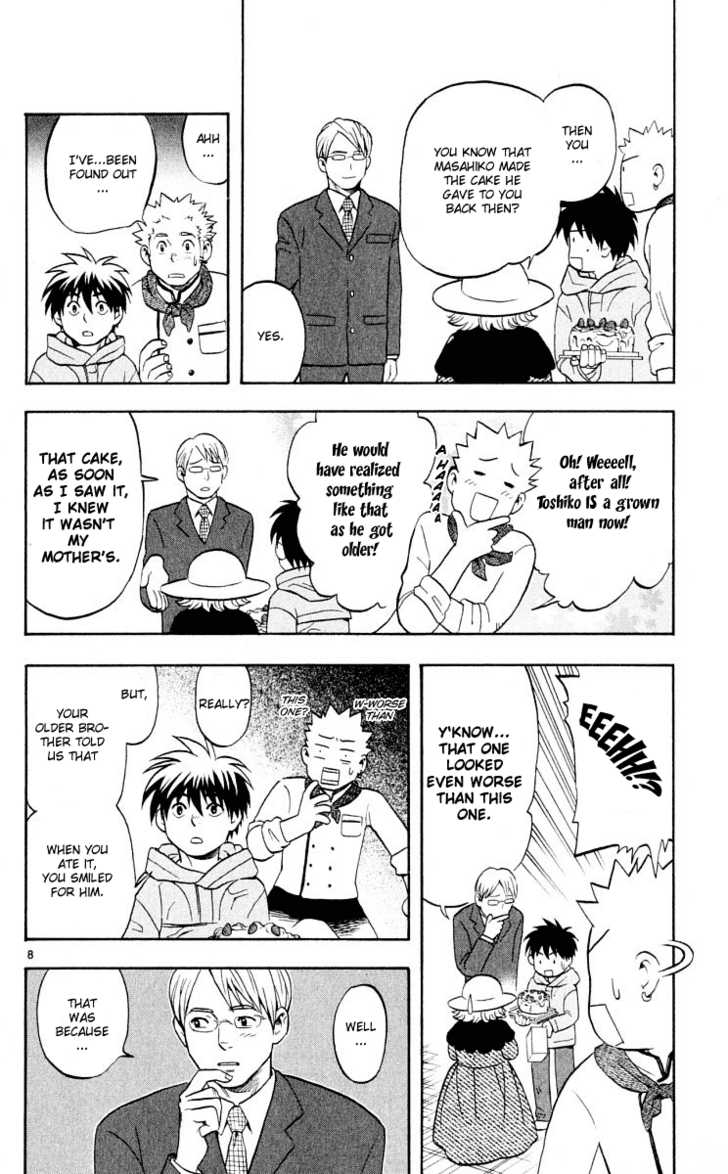 THEN
YOU
...
YOU KNOW THAT
MASAHIKO MADE
THE CAKE HE
GAVE TO YOU
BACK THEN?
YES.
AHH
...
I'VE...BEEN
FOUND OUT
...
Oh! Weeeell,
after all!
Toshiko IS a grown
man now!
AHAAAA
He would
have realized
something
like that
as he got
older!
THAT CAKE,
AS SOON
AS I SAW IT,
I KNEW
IT WASN'T
MY
MOTHER'S.
EEEHH!?
Y'KNOW...
THAT ONE
LOOKED
EVEN WORSE
THAN THIS
ONE.
W-WORSE
THAN
THIS
ONE?
REALLY?
BUT,
YOUR
OLDER BRO-
THER TOLD
US THAT
WHEN YOU
ATE IT,
YOU SMILED
FOR HIM.
8
WELL
...
THAT
WAS
BECAUSE
...